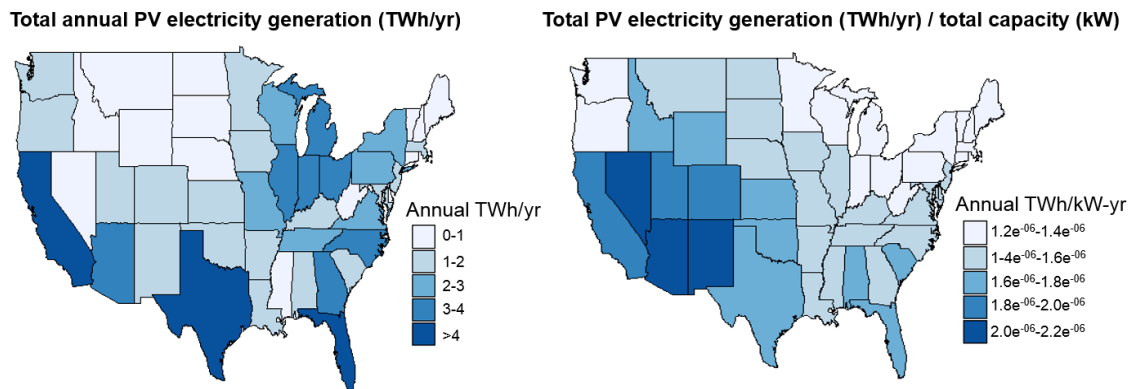 Total annual PV electricity generation (TWh/yr)
Annual TWh/yr
0-1
1-2
2-3
3-4
>4
Total PV electricity generation (TWh/yr) / total capacity (kW)
Annual TWh/kW-yr
1.2e⁻⁰⁶-1.4e⁻⁰⁶
1-4e⁻⁰⁶-1.6e⁻⁰⁶
1.6e⁻⁰⁶-1.8e⁻⁰⁶
1.8e⁻⁰⁶-2.0e⁻⁰⁶
2.0e⁻⁰⁶-2.2e⁻⁰⁶